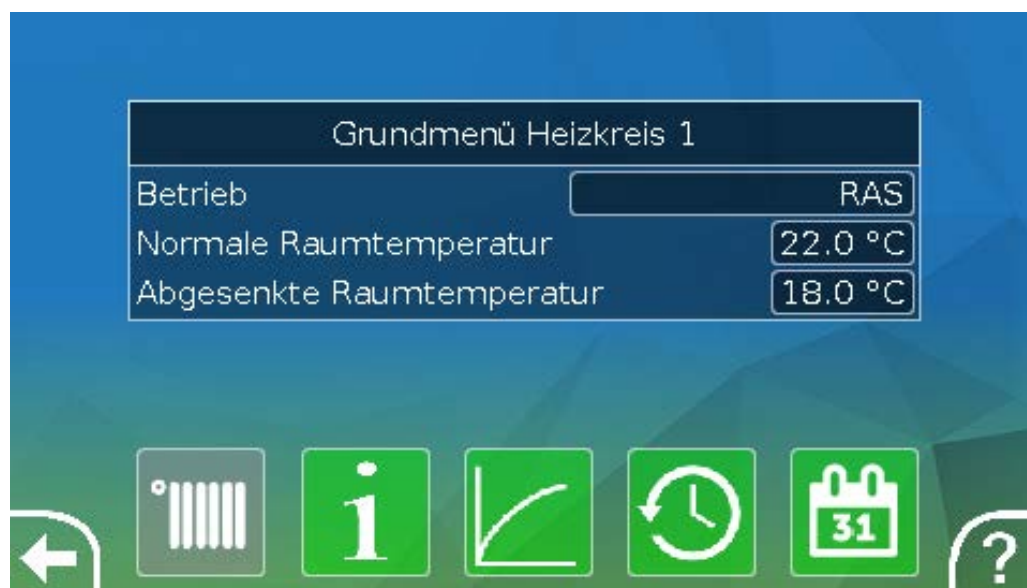 Grundmenü Heizkreis 1
Betrieb RAS
Normale Raumtemperatur 22.0 °C
Abgesenkte Raumtemperatur 18.0 °C
i 31
?